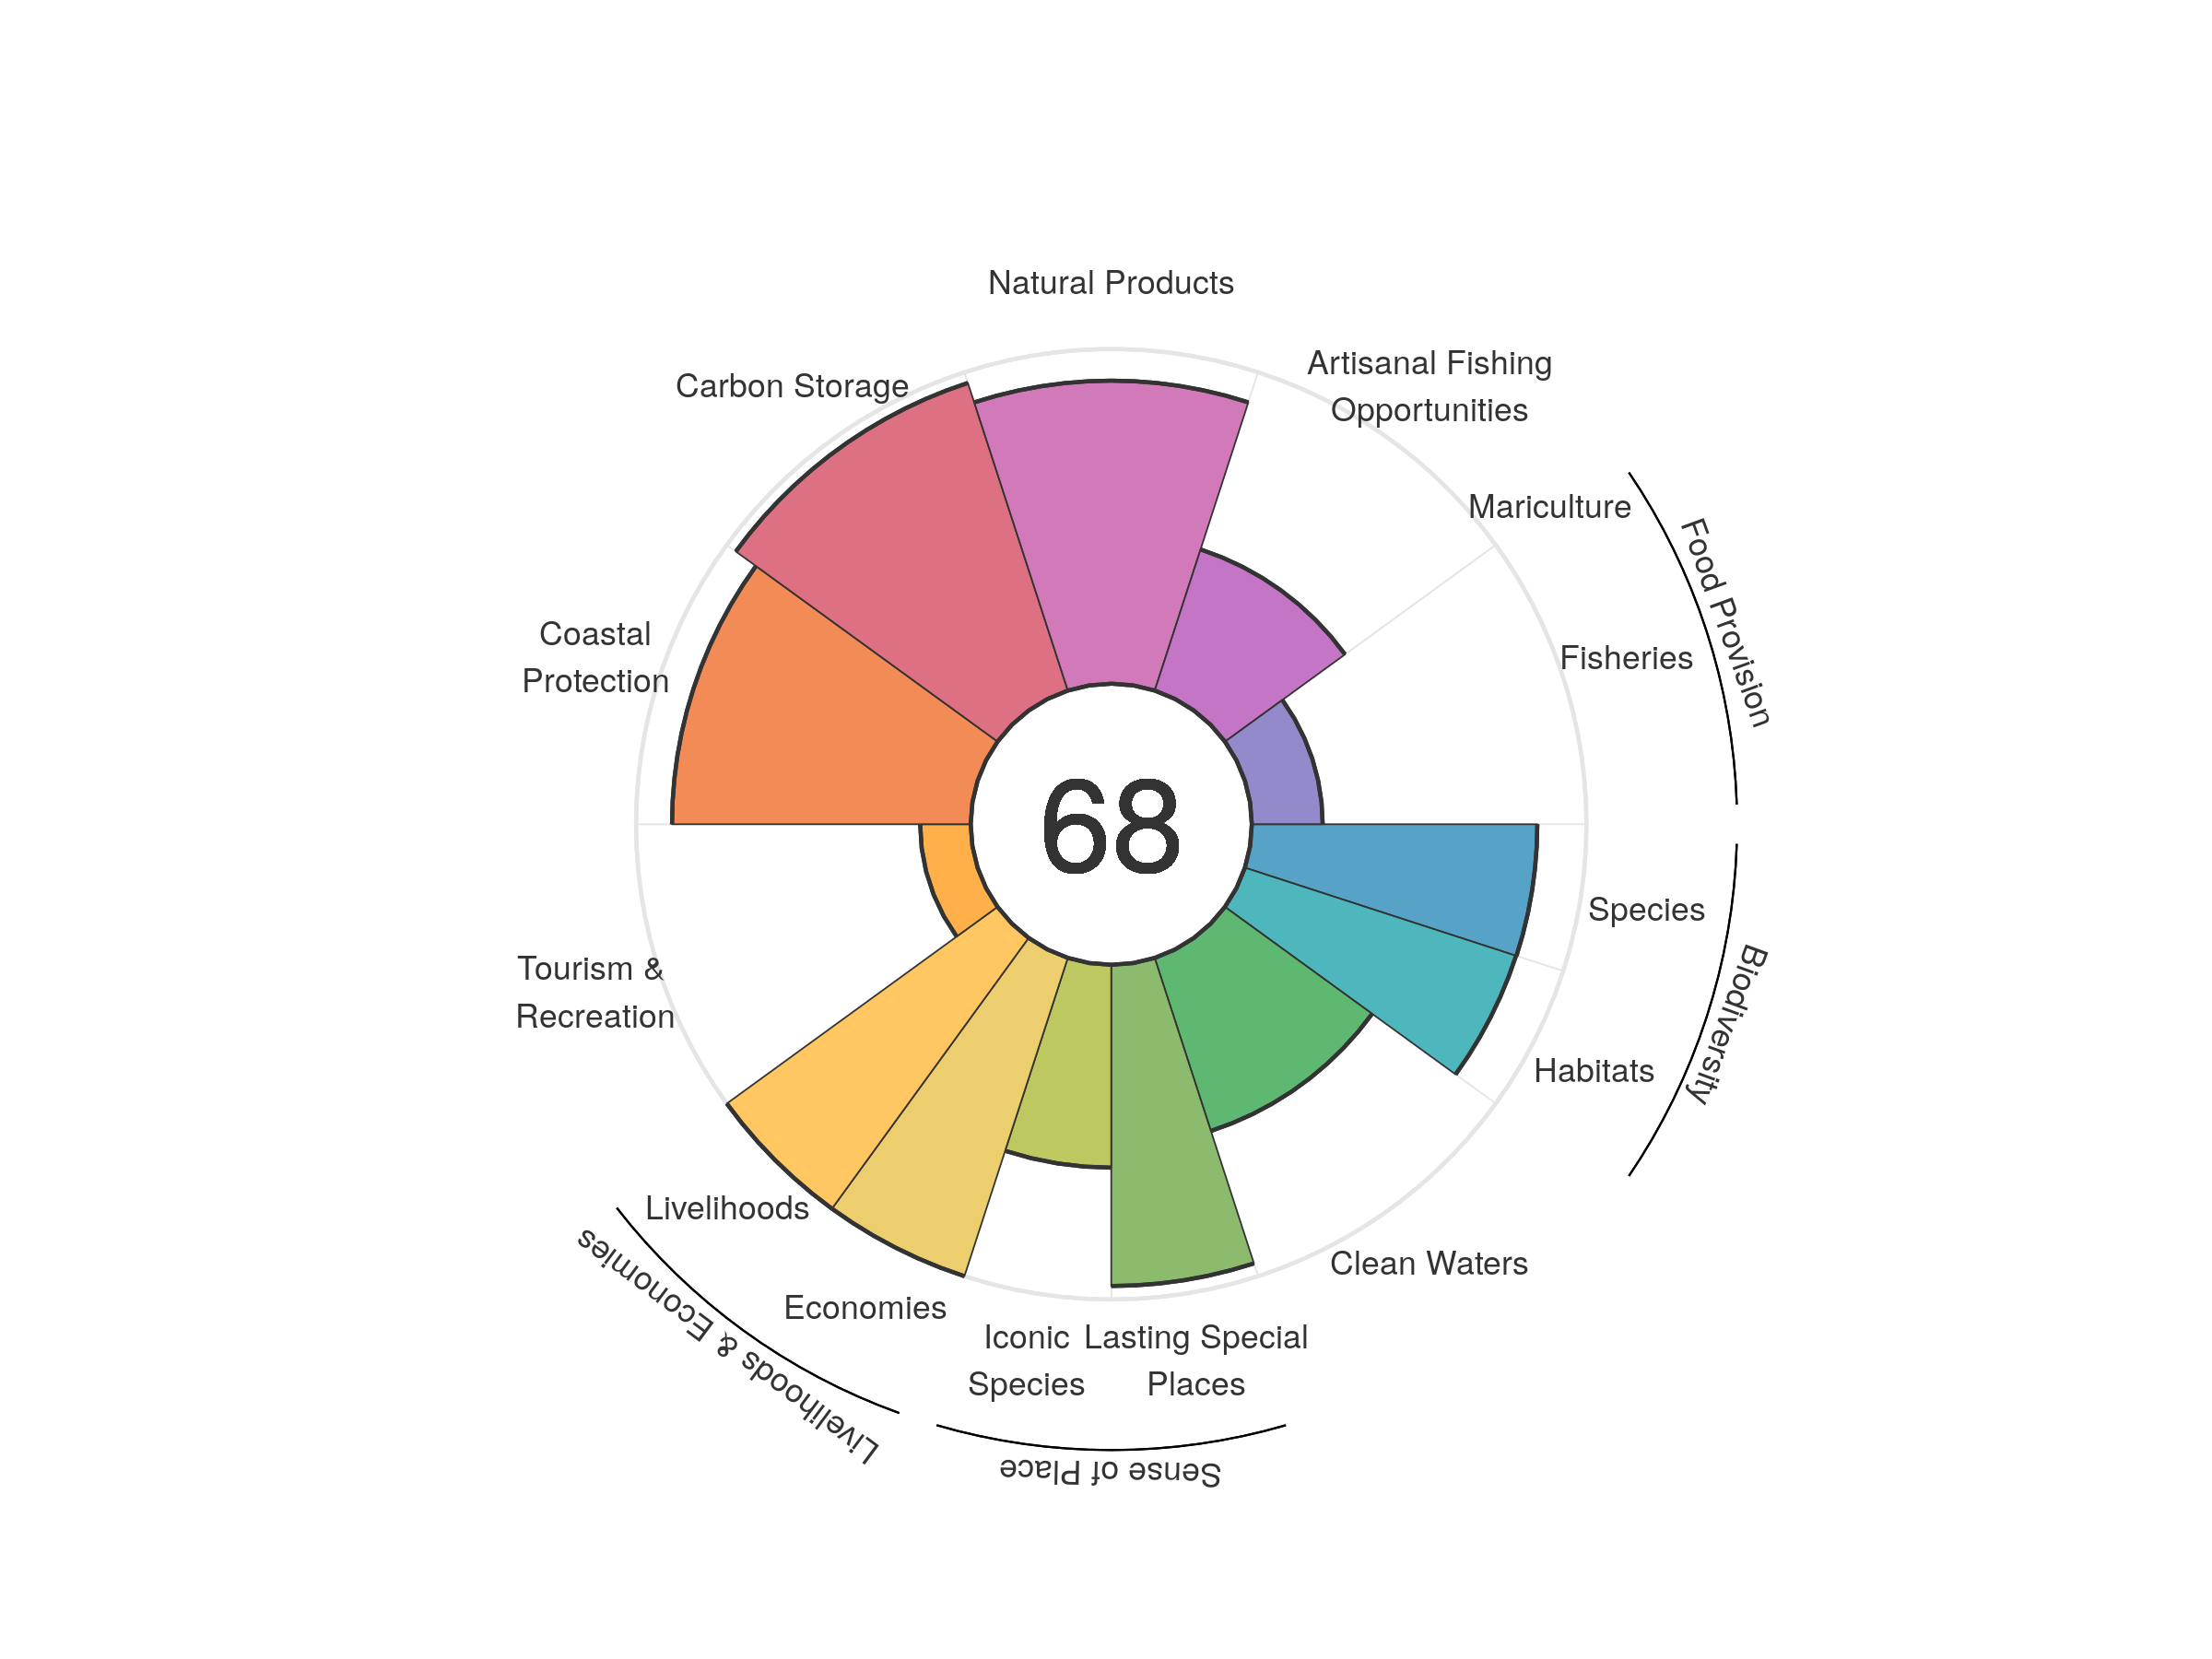 Natural Products
Artisanal Fishing
Opportunities
Carbon Storage
Mariculture
Food Provision
Coastal
Protection
Fisheries
68
Species
Biodiversity
Tourism &
Recreation
Habitats
Livelihoods
Livelihoods & Economies
Clean Waters
Economies
Iconic
Species
Lasting Special
Places
Sense of Place